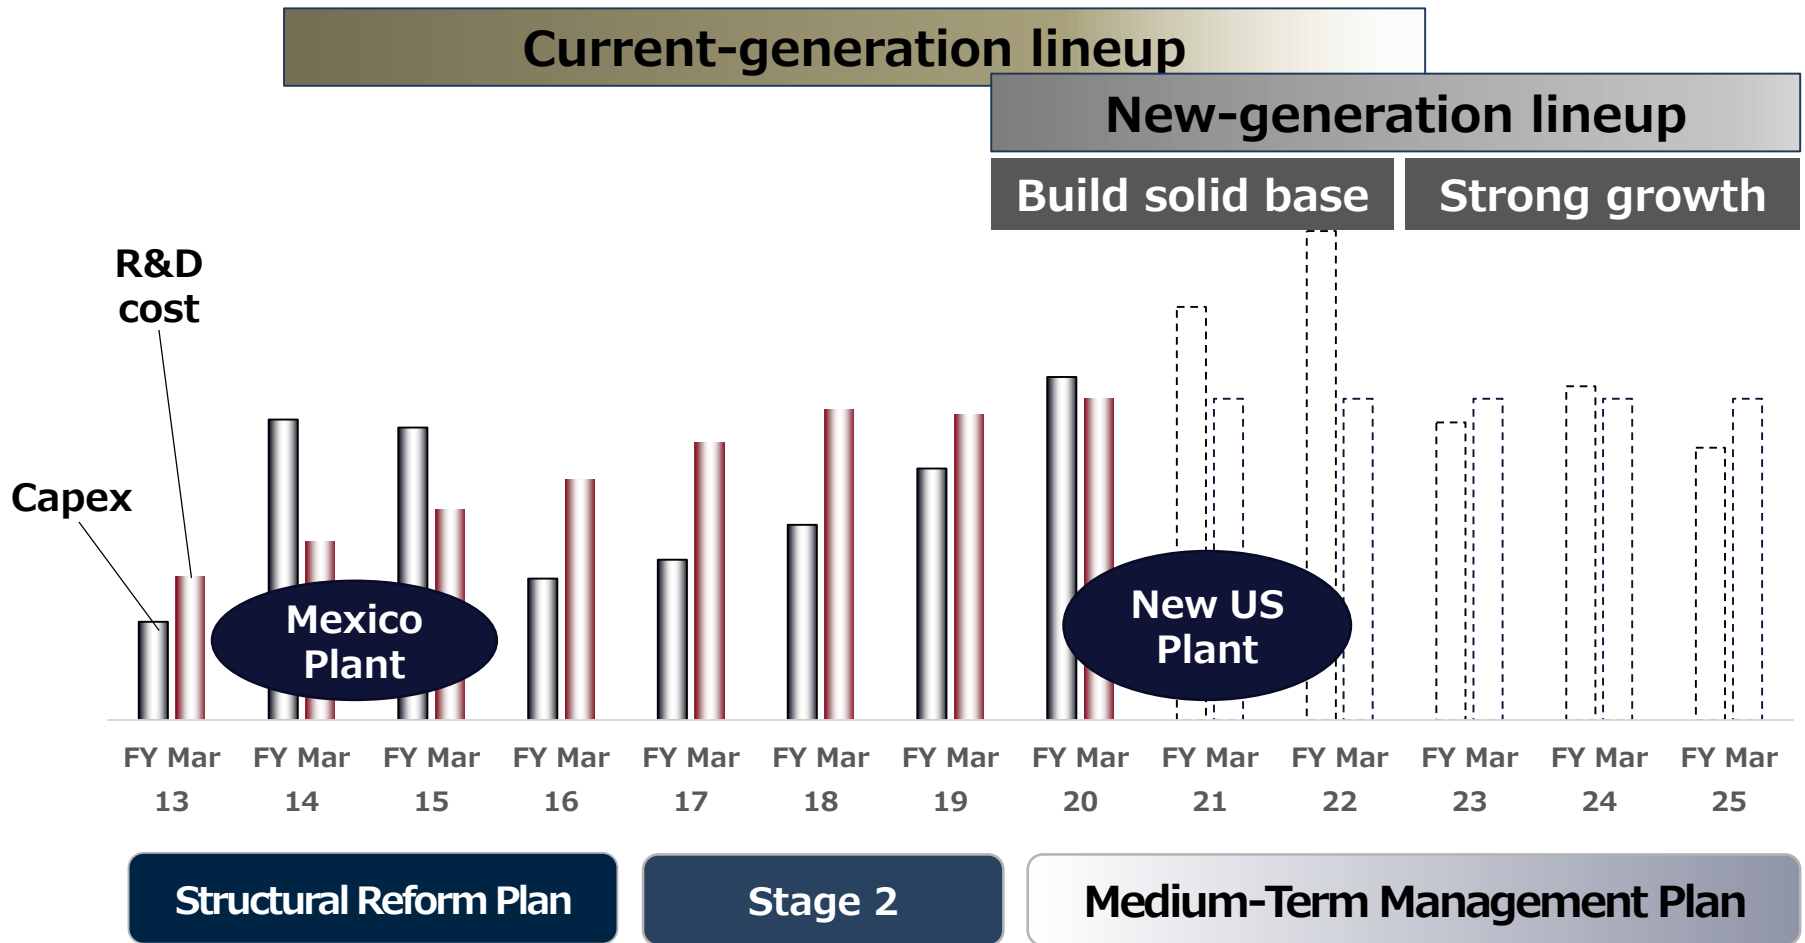 Current-generation lineup
New-generation lineup
Build solid base
Strong growth
R&D
cost
Capex
Mexico
Plant
New US
Plant
FY Mar
13
FY Mar
14
FY Mar
15
FY Mar
16
FY Mar
17
FY Mar
18
FY Mar
19
FY Mar
20
FY Mar
21
FY Mar
22
FY Mar
23
FY Mar
24
FY Mar
25
Structural Reform Plan
Stage 2
Medium-Term Management Plan